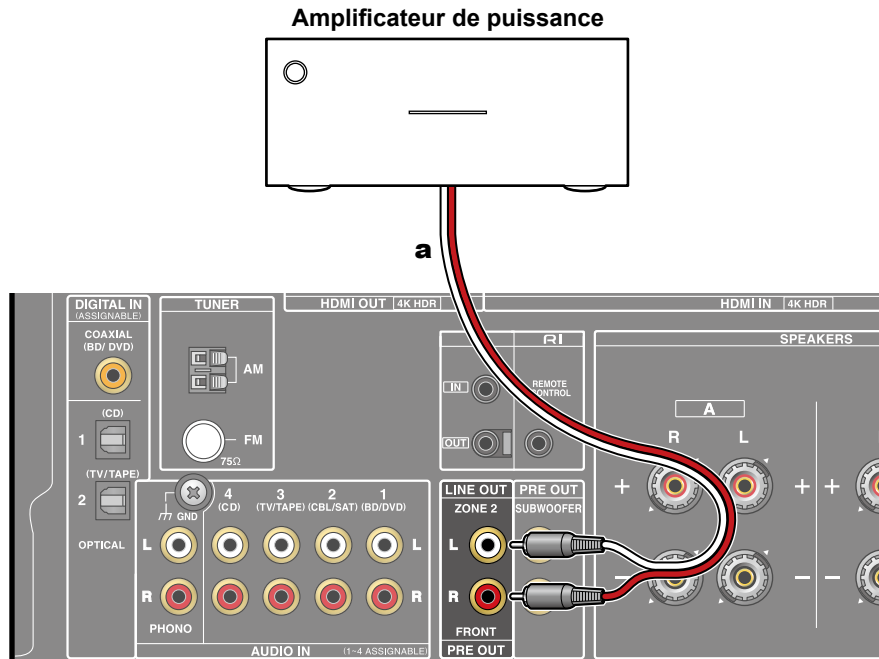 Amplificateur de puissance
a
DIGITAL IN
(ASSIGNABLE)
COAXIAL
(BD/ DVD)
(CD)
1
(TV/TAPE)
2
OPTICAL
TUNER
AM
FM
75Ω
HDMI OUT 4K HDR
HDMI IN 4K HDR
RI
IN
REMOTE
CONTROL
OUT
SPEAKERS
A
R L
+ + +
- - -
GND
4 3 2 1
(CD) (TV/TAPE) (CBL/SAT) (BD/DVD)
L L
R R
PHONO
AUDIO IN (1~4 ASSIGNABLE)
LINE OUT
ZONE 2
L
R
FRONT
PRE OUT
PRE OUT
SUBWOOFER